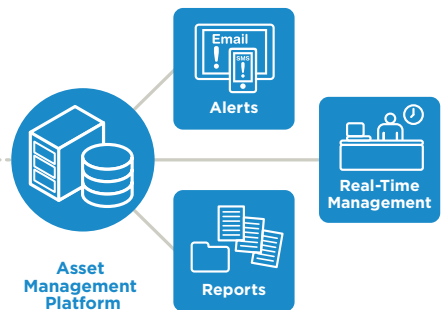 Email
!
SMS
!
Alerts
Real-Time
Management
Asset
Management
Platform
Reports